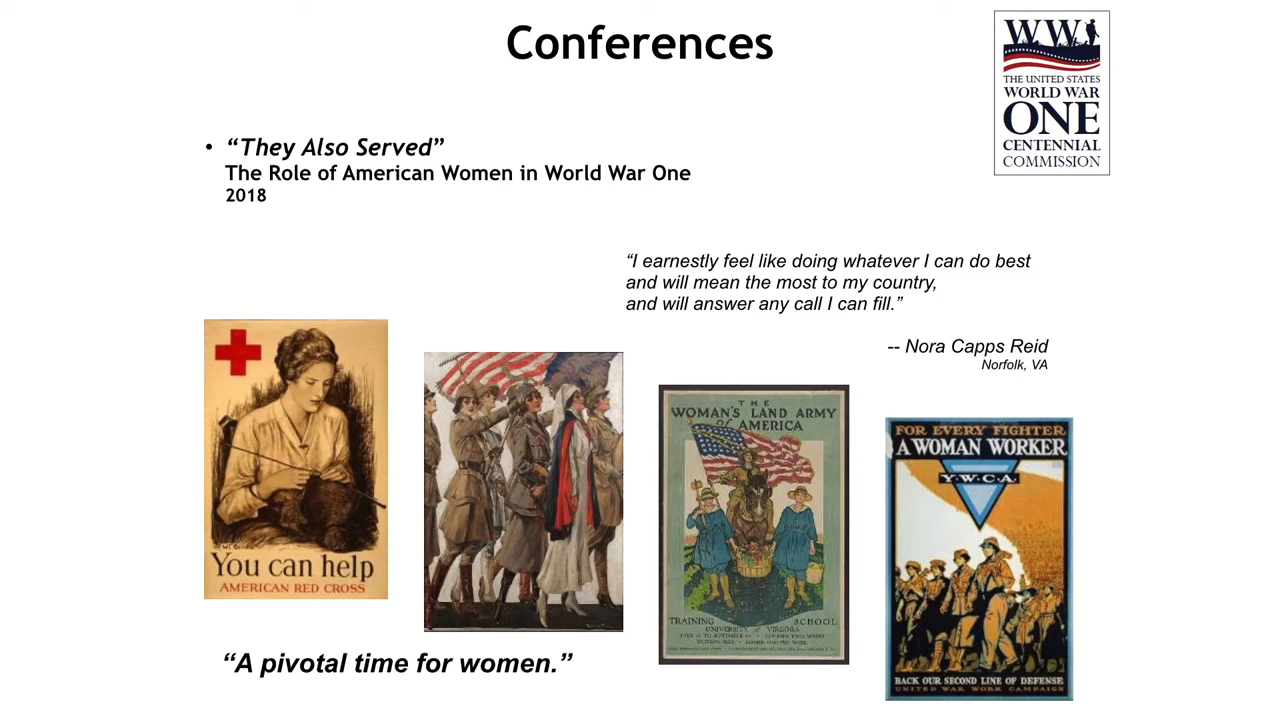 Conferences
WW1
THE UNITED STATES
WORLD WAR
ONE
CENTENNIAL
COMMISSION
• “They Also Served”
The Role of American Women in World War One
2018
“I earnestly feel like doing whatever I can do best
and will mean the most to my country,
and will answer any call I can fill.”
-- Nora Capps Reid
Norfolk, VA
You can help
AMERICAN RED CROSS
THE
WOMAN'S LAND ARMY
of AMERICA
TRAINING SCHOOL
UNIVERSITY of VIRGINIA
FOR EVERY FIGHTER
A WOMAN WORKER
Y·W·C·A·
BACK OUR SECOND LINE OF DEFENSE
UNITED WAR WORK CAMPAIGN
“A pivotal time for women.”